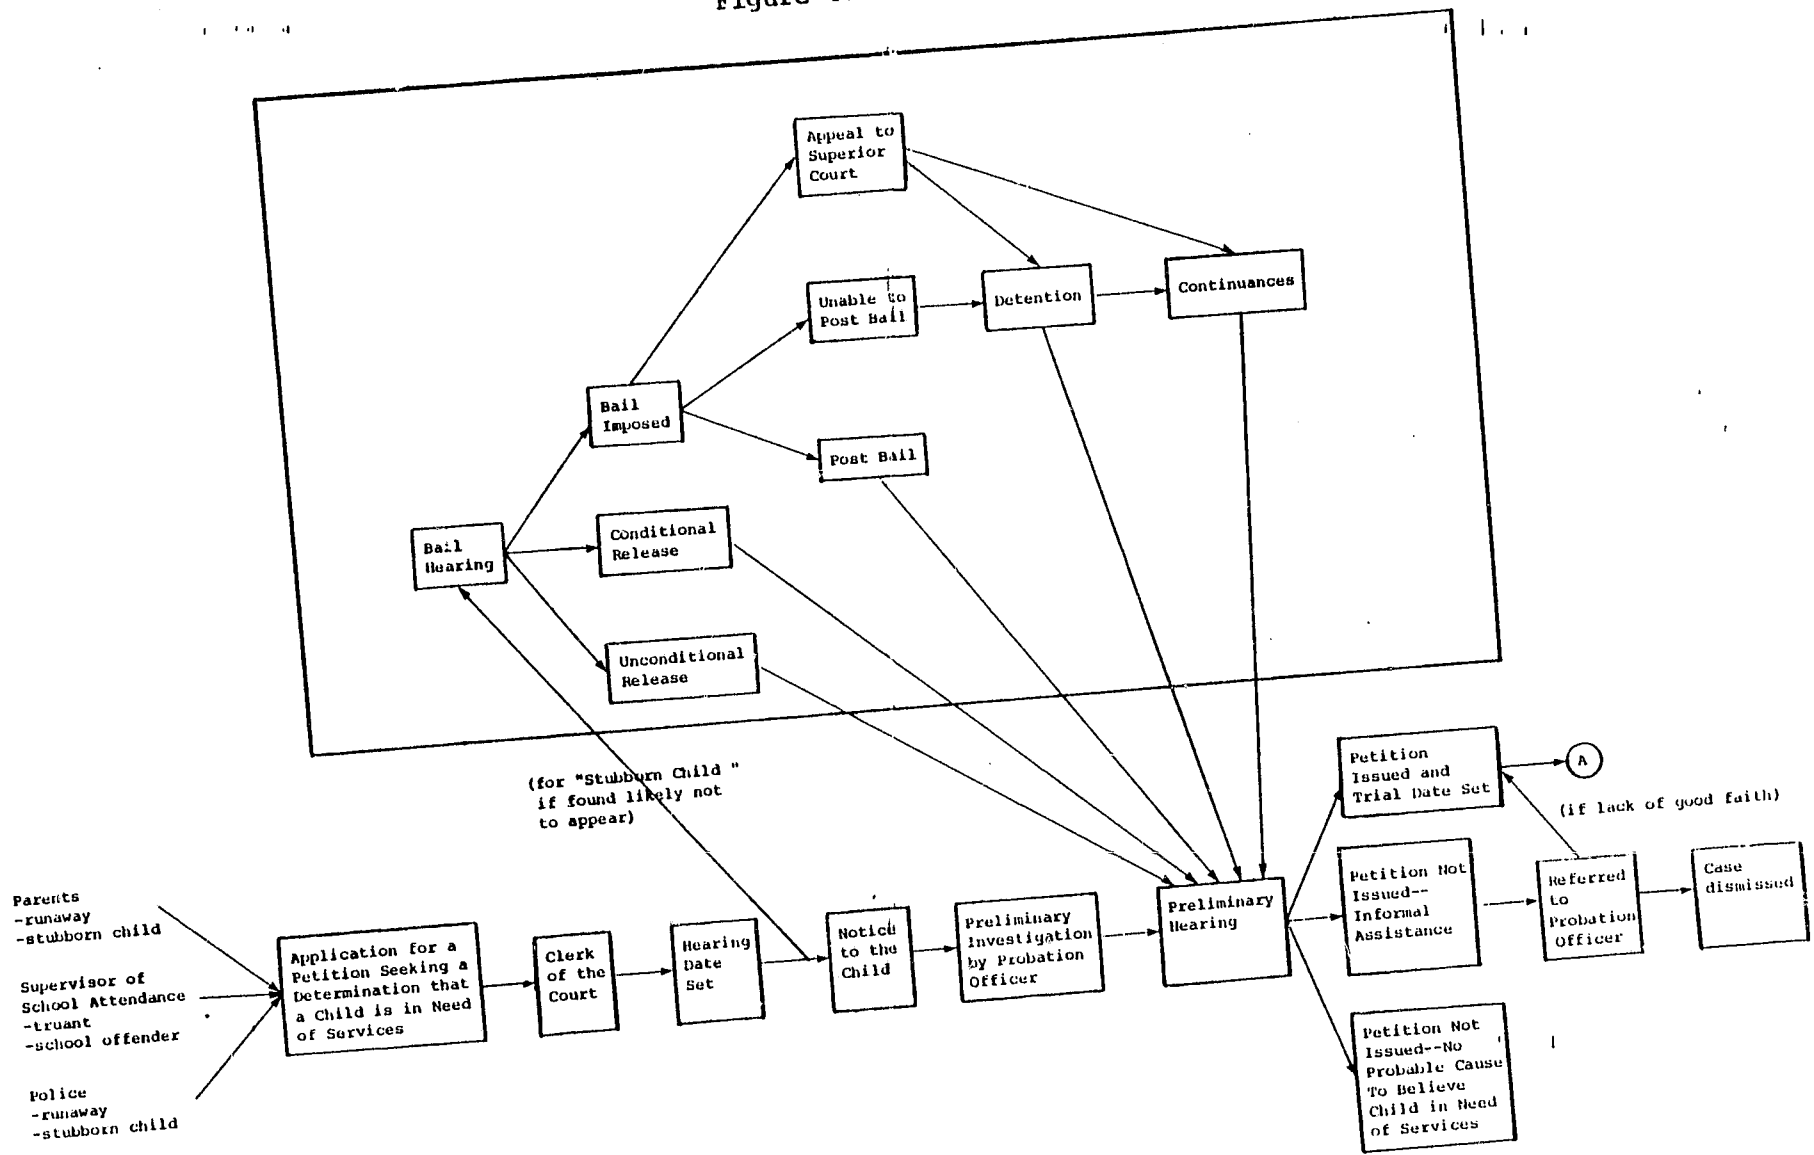 Figure
Appeal to
Superior
Court
Unable to
Post Bail
Detention
Continuances
Bail
Imposed
Post Bail
Bail
Hearing
Conditional
Release
Unconditional
Release
(for "Stubborn Child "
if found likely not
to appear)
Parents
-runaway
-stubborn child
Supervisor of
School Attendance
-truant
-school offender
Police
-runaway
-stubborn child
Application for a
Petition Seeking a
Determination that
a Child is in Need
of Services
Clerk
of the
Court
Hearing
Date
Set
Notice
to the
Child
Preliminary
Investigation
by Probation
Officer
Preliminary
Hearing
Petition
Issued and
Trial Date Set
A
(if lack of good faith)
Petition Not
Issued--
Informal
Assistance
Referred
to
Probation
Officer
Case
dismissed
Petition Not
Issued--No
Probable Cause
To Believe
Child in Need
of Services